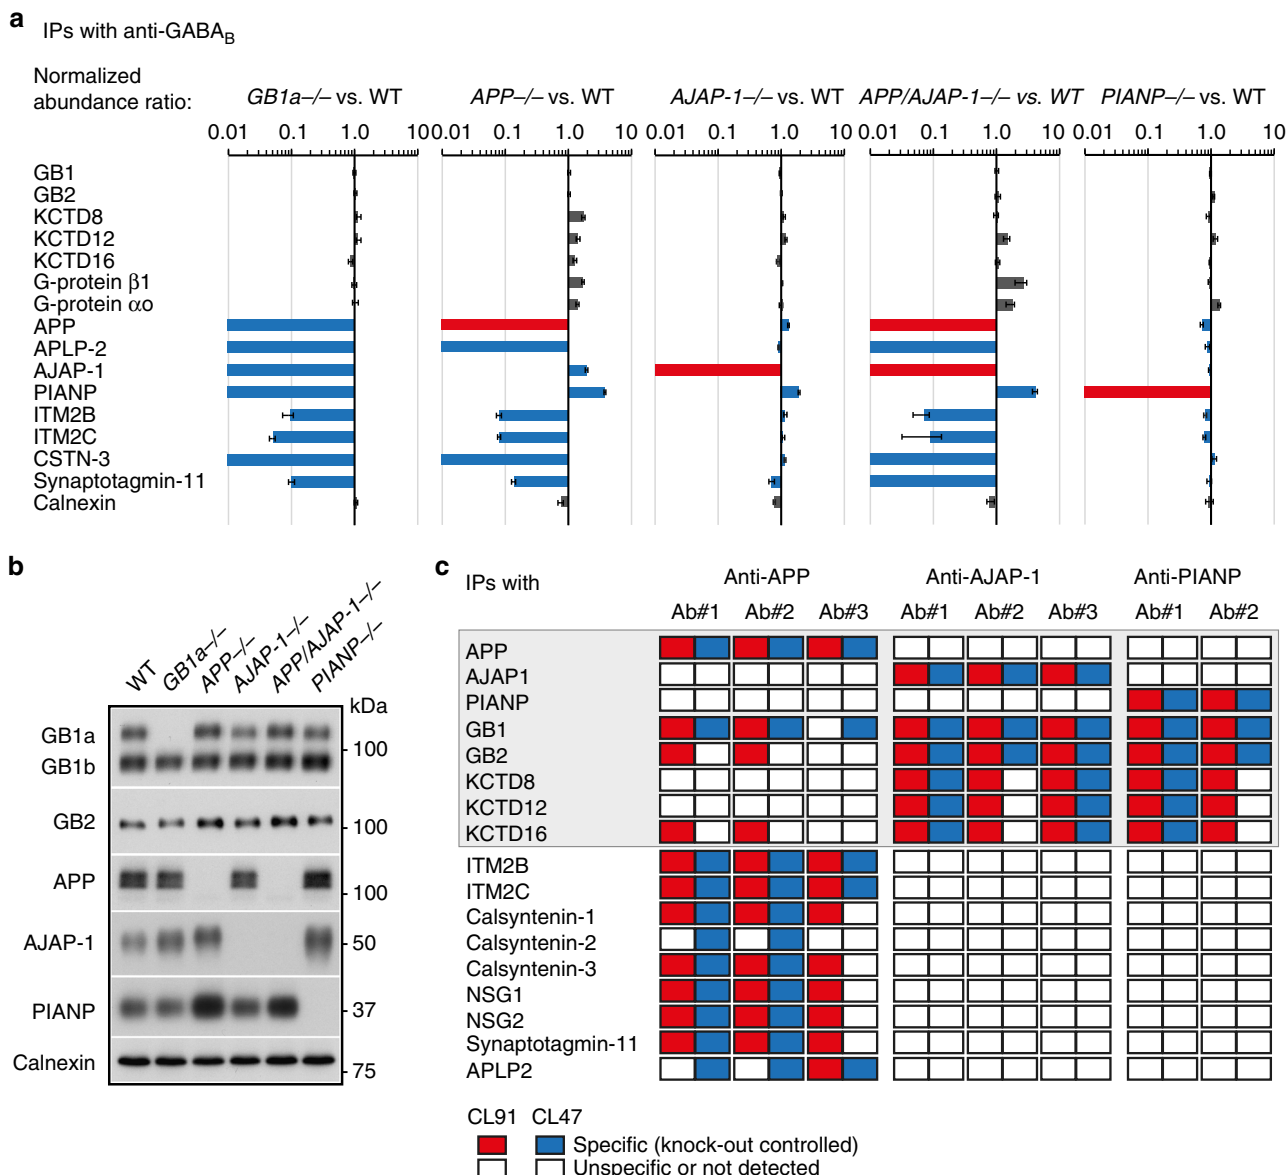 a
IPs with anti-GABA_B
Normalized
abundance ratio:
GB1a–/– vs. WT
APP–/– vs. WT
AJAP-1–/– vs. WT
APP/AJAP-1–/– vs. WT
PIANP–/– vs. WT
0.01 0.1 1.0 100
0.01 0.1 1.0 10
0.01 0.1 1.0 10
0.01 0.1 1.0 10
0.01 0.1 1.0 10
GB1
GB2
KCTD8
KCTD12
KCTD16
G-protein β1
G-protein αo
APP
APLP-2
AJAP-1
PIANP
ITM2B
ITM2C
CSTN-3
Synaptotagmin-11
Calnexin
b
WT
GB1a–/–
APP–/–
AJAP-1–/–
APP/AJAP-1–/–
PIANP–/–
kDa
GB1a
100
GB1b
GB2
100
APP
100
AJAP-1
50
PIANP
37
Calnexin
75
c
IPs with
Anti-APP
Anti-AJAP-1
Anti-PIANP
Ab#1 Ab#2 Ab#3
Ab#1 Ab#2 Ab#3
Ab#1 Ab#2
APP
AJAP1
PIANP
GB1
GB2
KCTD8
KCTD12
KCTD16
ITM2B
ITM2C
Calsyntenin-1
Calsyntenin-2
Calsyntenin-3
NSG1
NSG2
Synaptotagmin-11
APLP2
CL91 CL47
Specific (knock-out controlled)
Unspecific or not detected